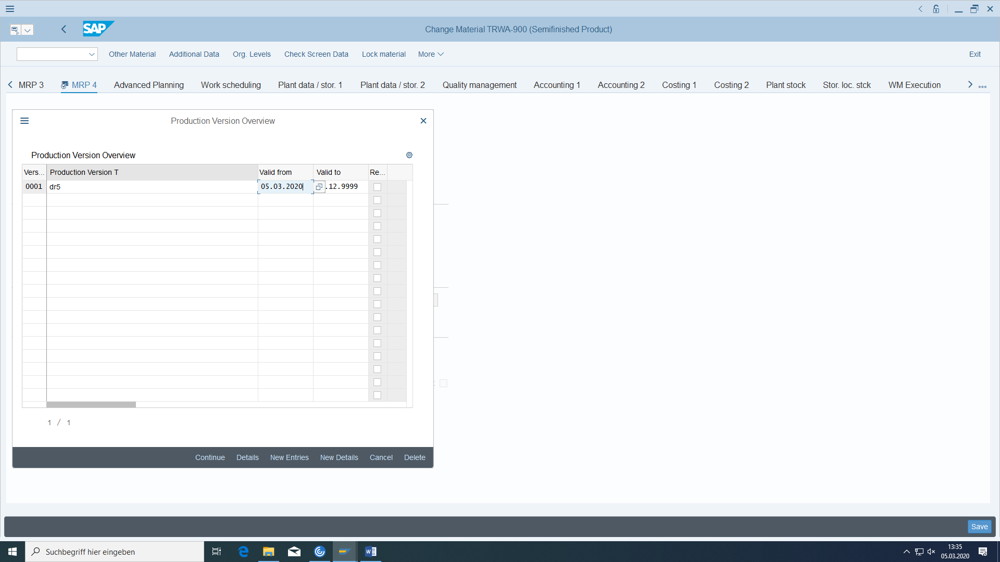 SAP
Change Material TRWA-900 (Semifinished Product)
Other Material Additional Data Org. Levels Check Screen Data Lock material More Exit
MRP 3 MRP 4 Advanced Planning Work scheduling Plant data / stor. 1 Plant data / stor. 2 Quality management Accounting 1 Accounting 2 Costing 1 Costing 2 Plant stock Stor. loc. stck WM Execution
Production Version Overview
Production Version Overview
Vers... Production Version T Valid from Valid to Re...
0001 dr5 05.03.2020 .12.9999
1 / 1
Continue Details New Entries New Details Cancel Delete
Save
Suchbegriff hier eingeben
13:35
05.03.2020